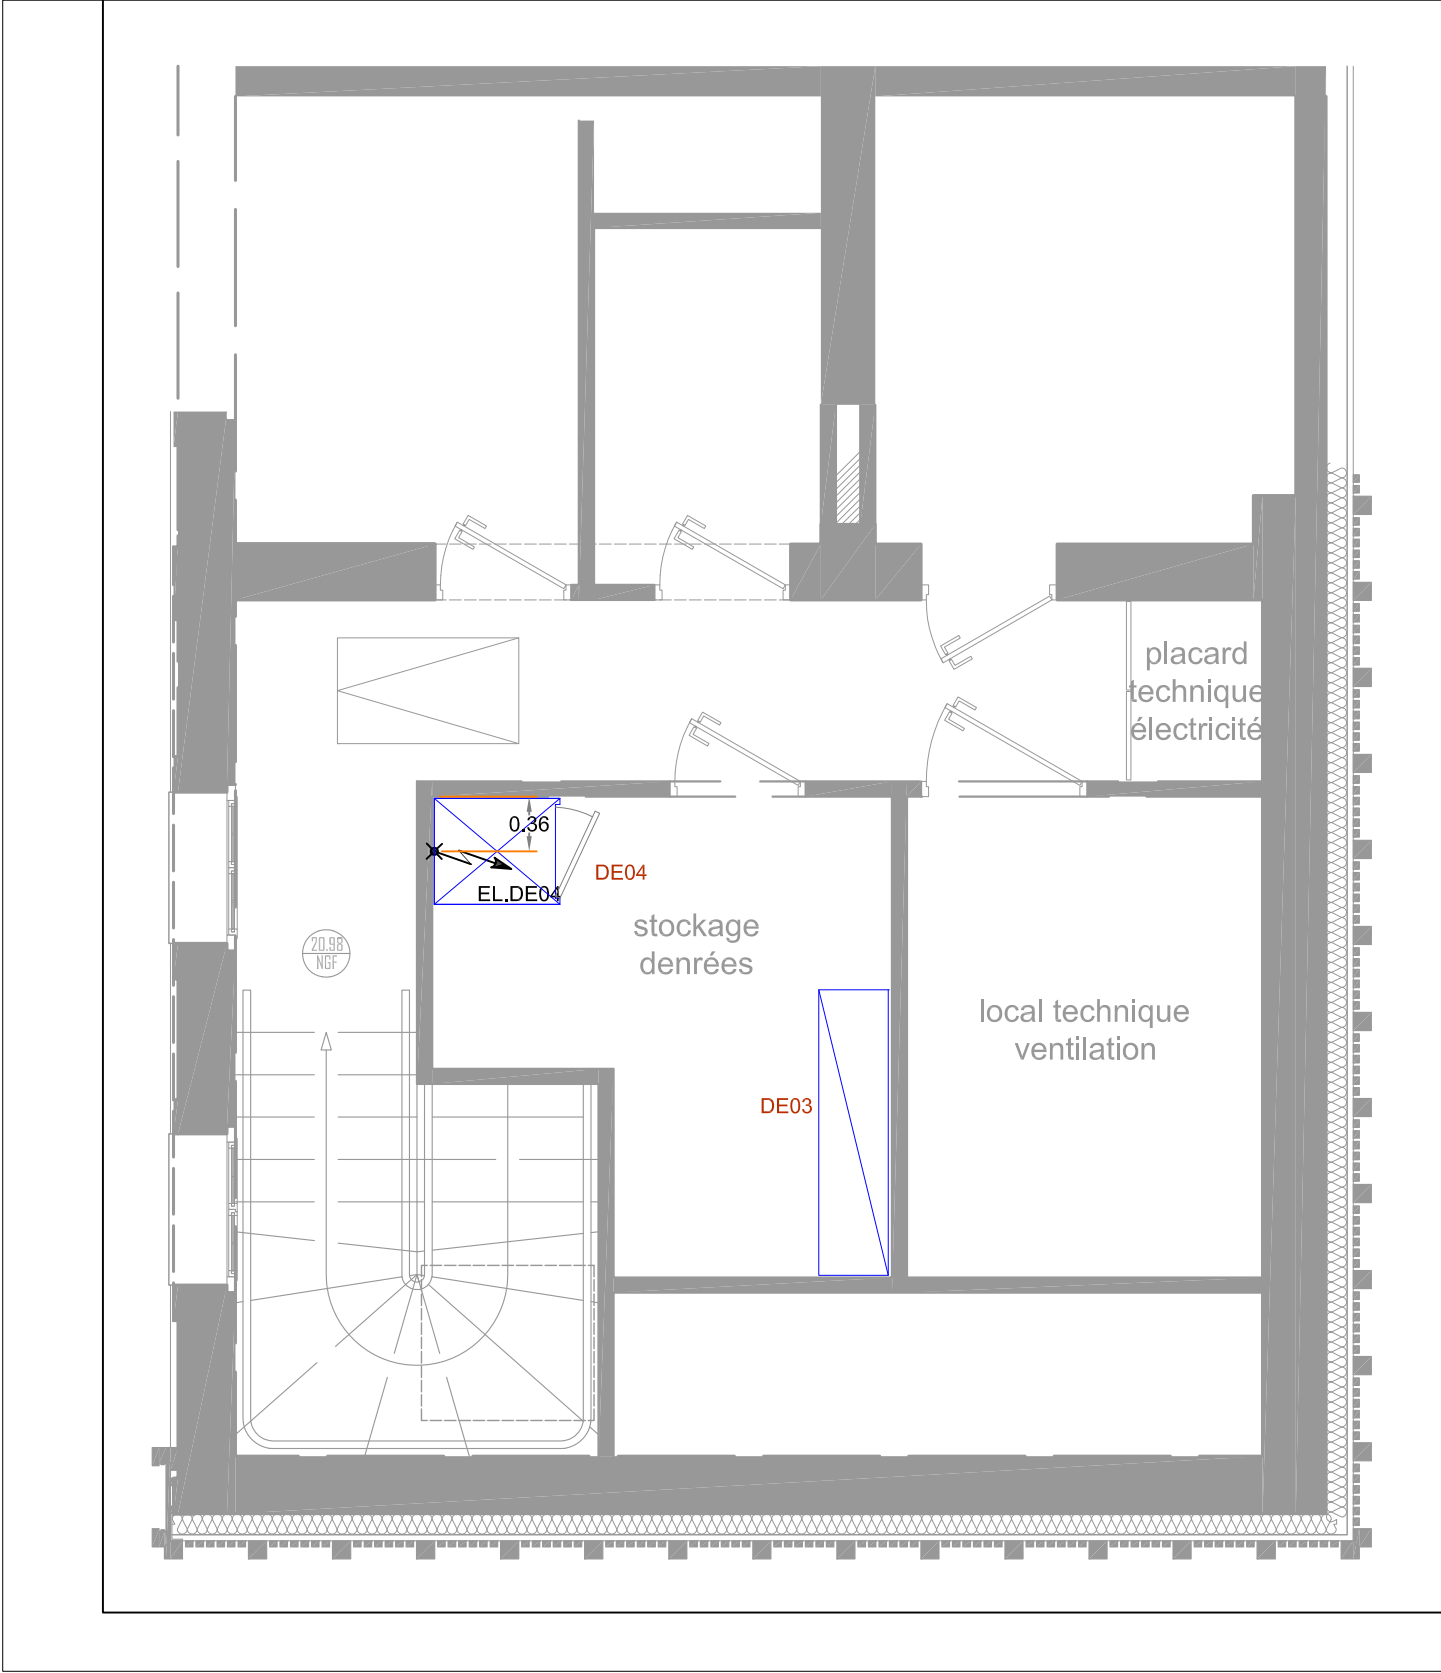 placard
technique
électricité
0.36
DE04
EL.DE04
stockage
denrées
20.98
NGF
local technique
ventilation
DE03